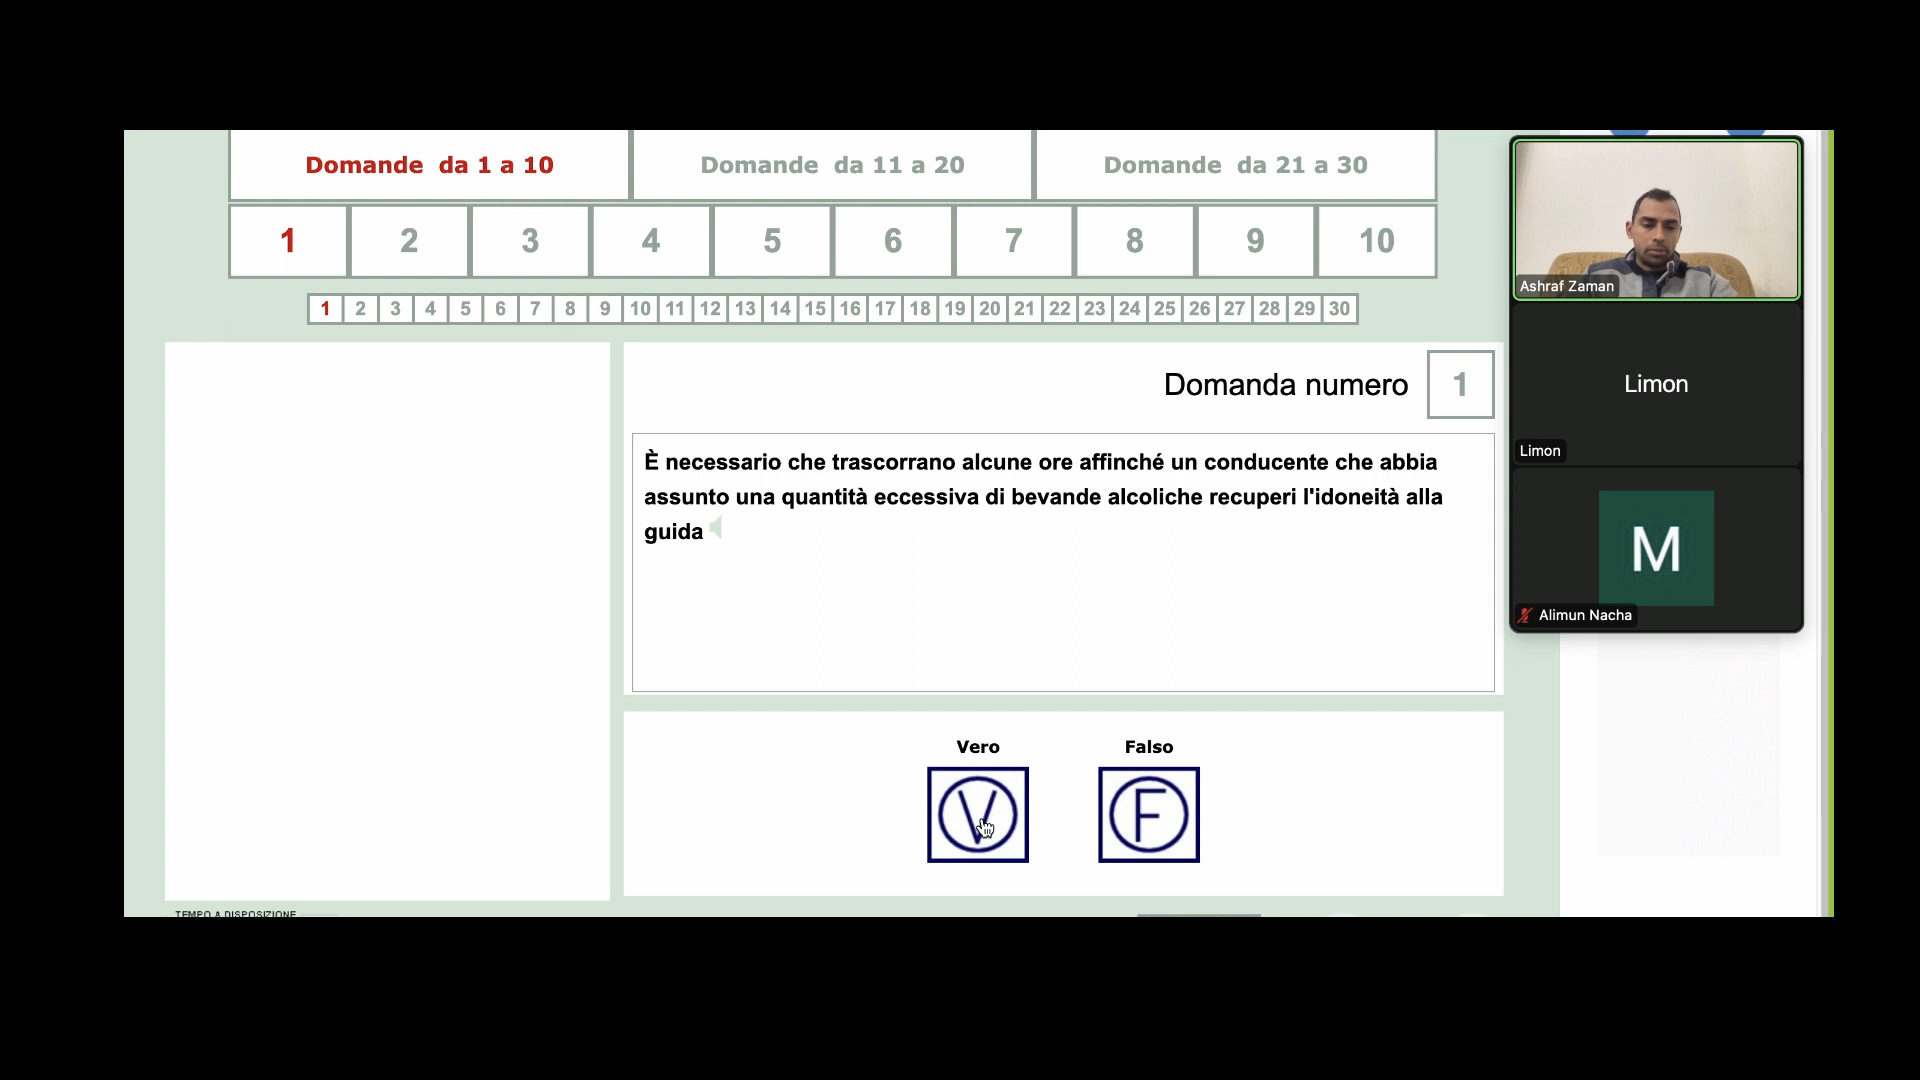 Domande da 1 a 10
Domande da 11 a 20
Domande da 21 a 30
1 2 3 4 5 6 7 8 9 10
1 2 3 4 5 6 7 8 9 10 11 12 13 14 15 16 17 18 19 20 21 22 23 24 25 26 27 28 29 30
Domanda numero 1
È necessario che trascorrano alcune ore affinché un conducente che abbia
assunto una quantità eccessiva di bevande alcoliche recuperi l'idoneità alla
guida
Vero
Falso
V
F
TEMPO A DISPOSIZIONE
Ashraf Zaman
Limon
Limon
M
Alimun Nacha